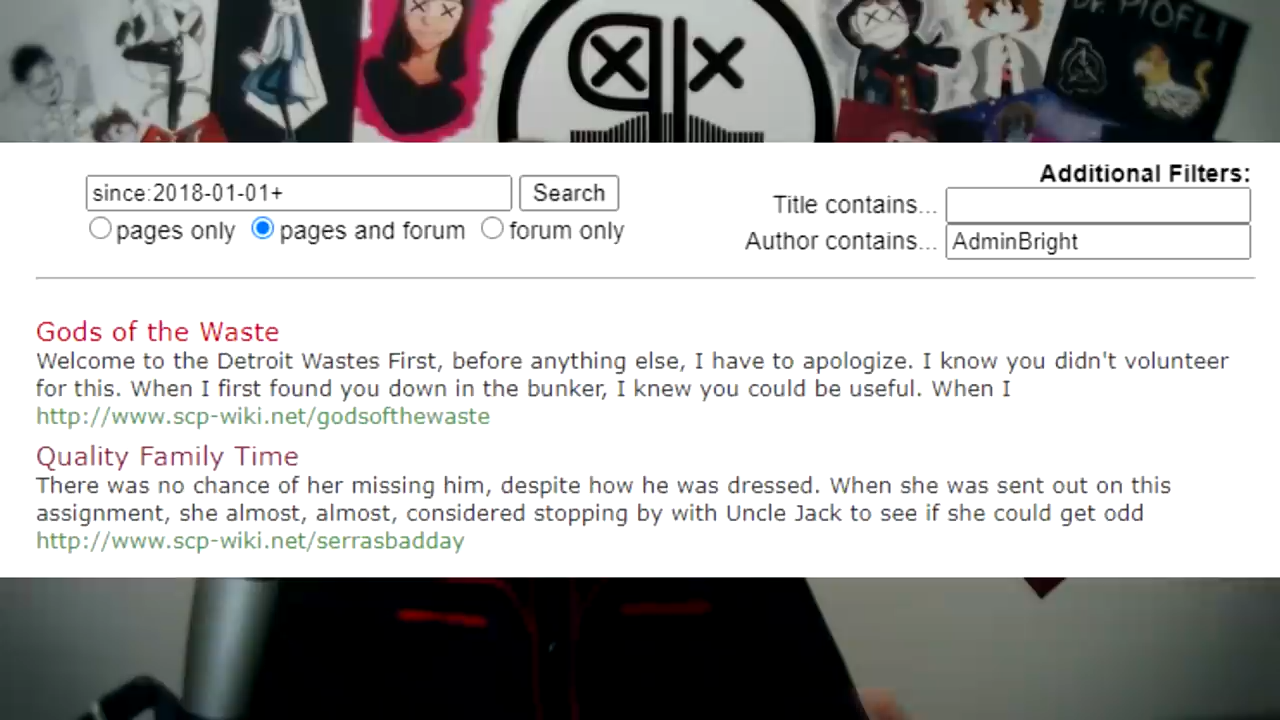 DR. PIOFLI
Additional Filters:
since:2018-01-01+ Search
Title contains...
pages only pages and forum forum only
Author contains... AdminBright
Gods of the Waste
Welcome to the Detroit Wastes First, before anything else, I have to apologize. I know you didn't volunteer
for this. When I first found you down in the bunker, I knew you could be useful. When I
http://www.scp-wiki.net/godsofthewaste
Quality Family Time
There was no chance of her missing him, despite how he was dressed. When she was sent out on this
assignment, she almost, almost, considered stopping by with Uncle Jack to see if she could get odd
http://www.scp-wiki.net/serrasbadday